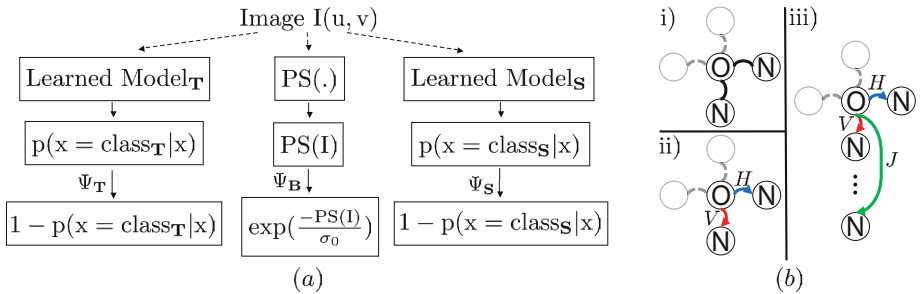 Image I(u, v)
Learned Model_T PS(.) Learned Model_S
p(x = class_T|x) PS(I) p(x = class_S|x)
Ψ_T Ψ_B Ψ_S
1 − p(x = class_T|x) exp(−PS(I)/σ₀) 1 − p(x = class_S|x)
(a)
i)
O N
N
ii)
H
O N
V
N
iii)
H
O N
V
N
J
⋮
N
(b)